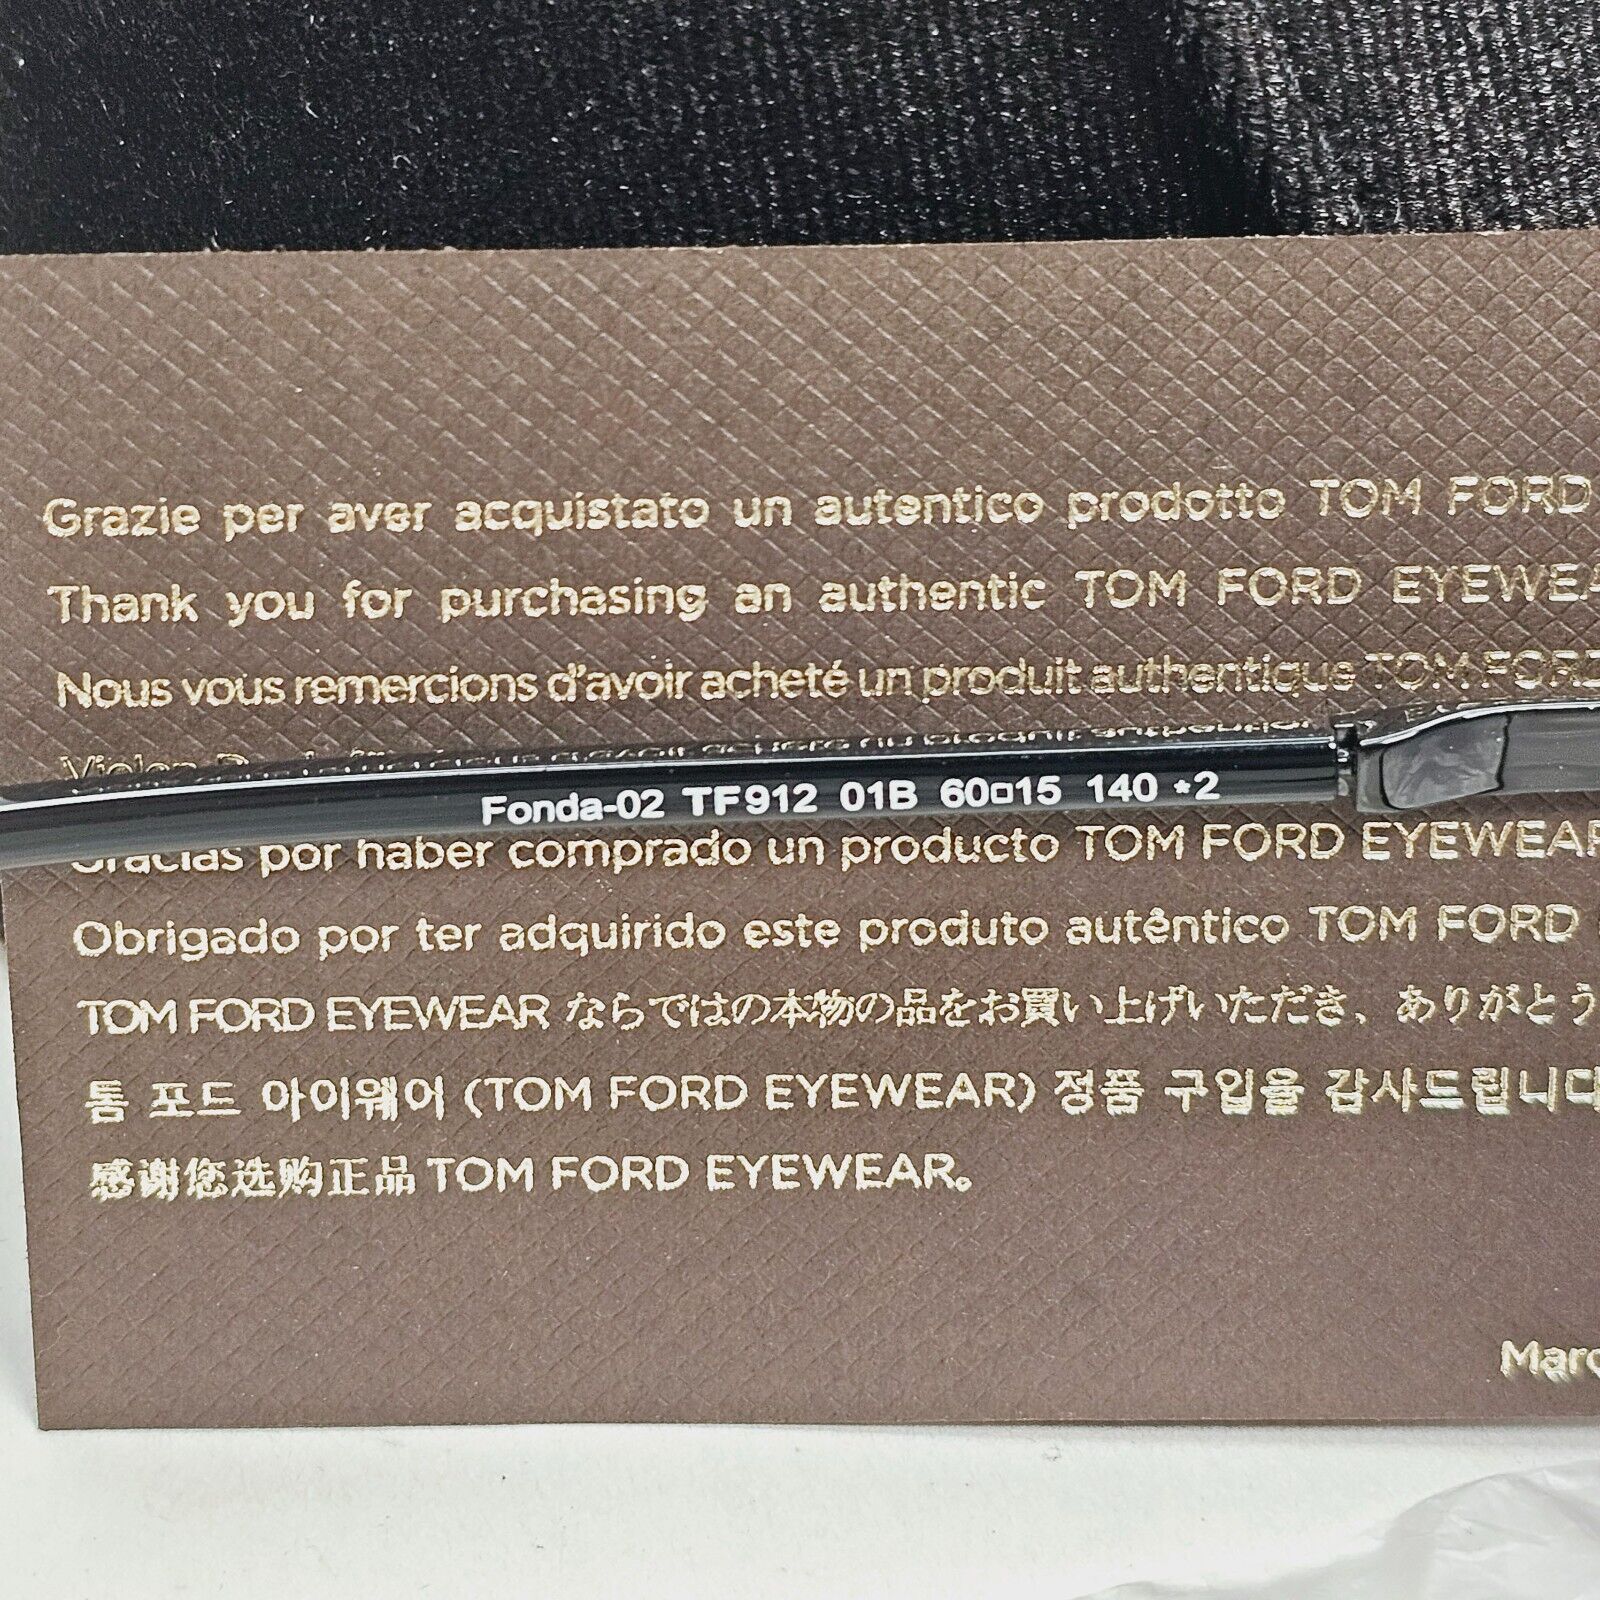 Grazie per aver acquistato un autentico prodotto TOM FORD
Thank you for purchasing an authentic TOM FORD EYEWEA
Nous vous remercions d'avoir acheté un produit authentique TOM FORD
Vielen
Fonda-02 TF912 01B 60□15 140 *2
Gracias por haber comprado un producto TOM FORD EYEWEAR
Obrigado por ter adquirido este produto autêntico TOM FORD
TOM FORD EYEWEAR ならではの本物の品をお買い上げいただき、ありがとう
톰 포드 아이웨어 (TOM FORD EYEWEAR) 정품 구입을 감사드립니다
感谢您选购正品 TOM FORD EYEWEAR。
Marc